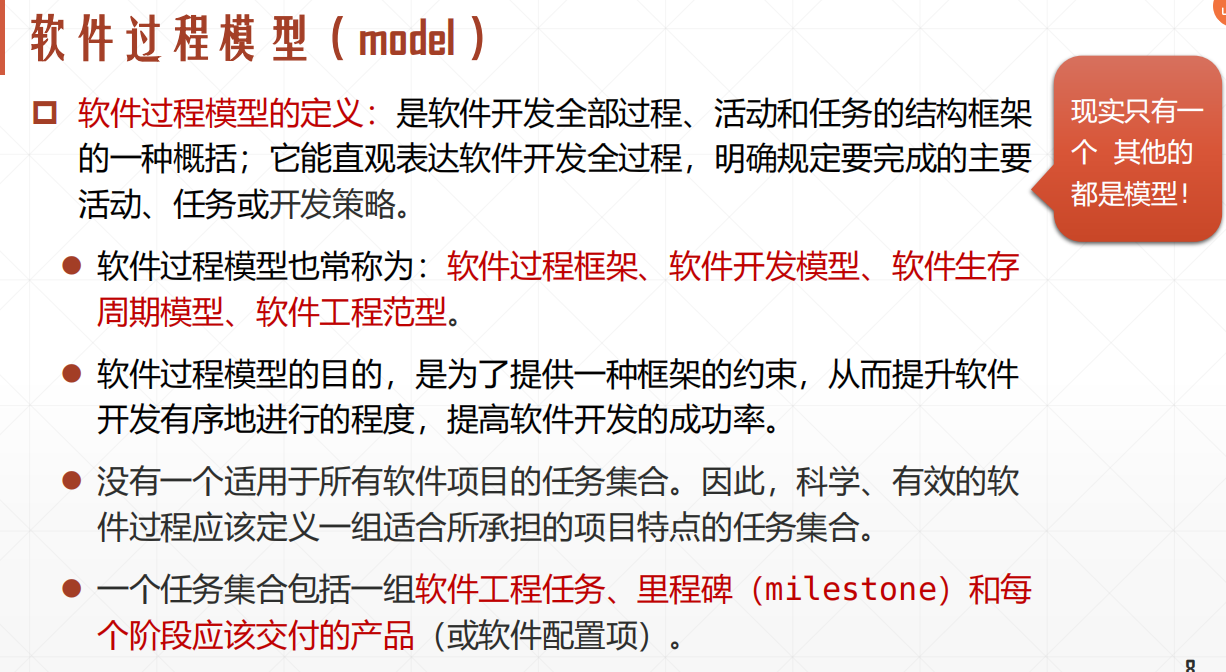 软件过程模型（model）
软件过程模型的定义：是软件开发全部过程、活动和任务的结构框架
的一种概括；它能直观表达软件开发全过程，明确规定要完成的主要
活动、任务或开发策略。
现实只有一
个 其他的
都是模型！
软件过程模型也常称为：软件过程框架、软件开发模型、软件生存
周期模型、软件工程范型。
软件过程模型的目的，是为了提供一种框架的约束，从而提升软件
开发有序地进行的程度，提高软件开发的成功率。
没有一个适用于所有软件项目的任务集合。因此，科学、有效的软
件过程应该定义一组适合所承担的项目特点的任务集合。
一个任务集合包括一组软件工程任务、里程碑（milestone）和每
个阶段应该交付的产品（或软件配置项）。
8